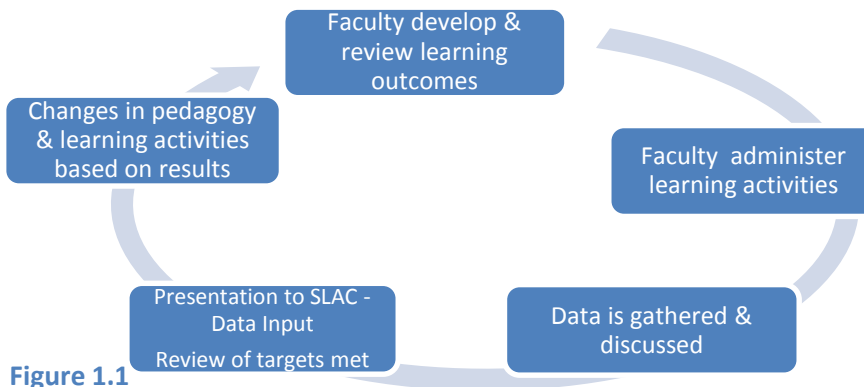 Faculty develop &
review learning
outcomes
Faculty administer
learning activities
Data is gathered &
discussed
Presentation to SLAC -
Data Input
Review of targets met
Changes in pedagogy
& learning activities
based on results
Figure 1.1